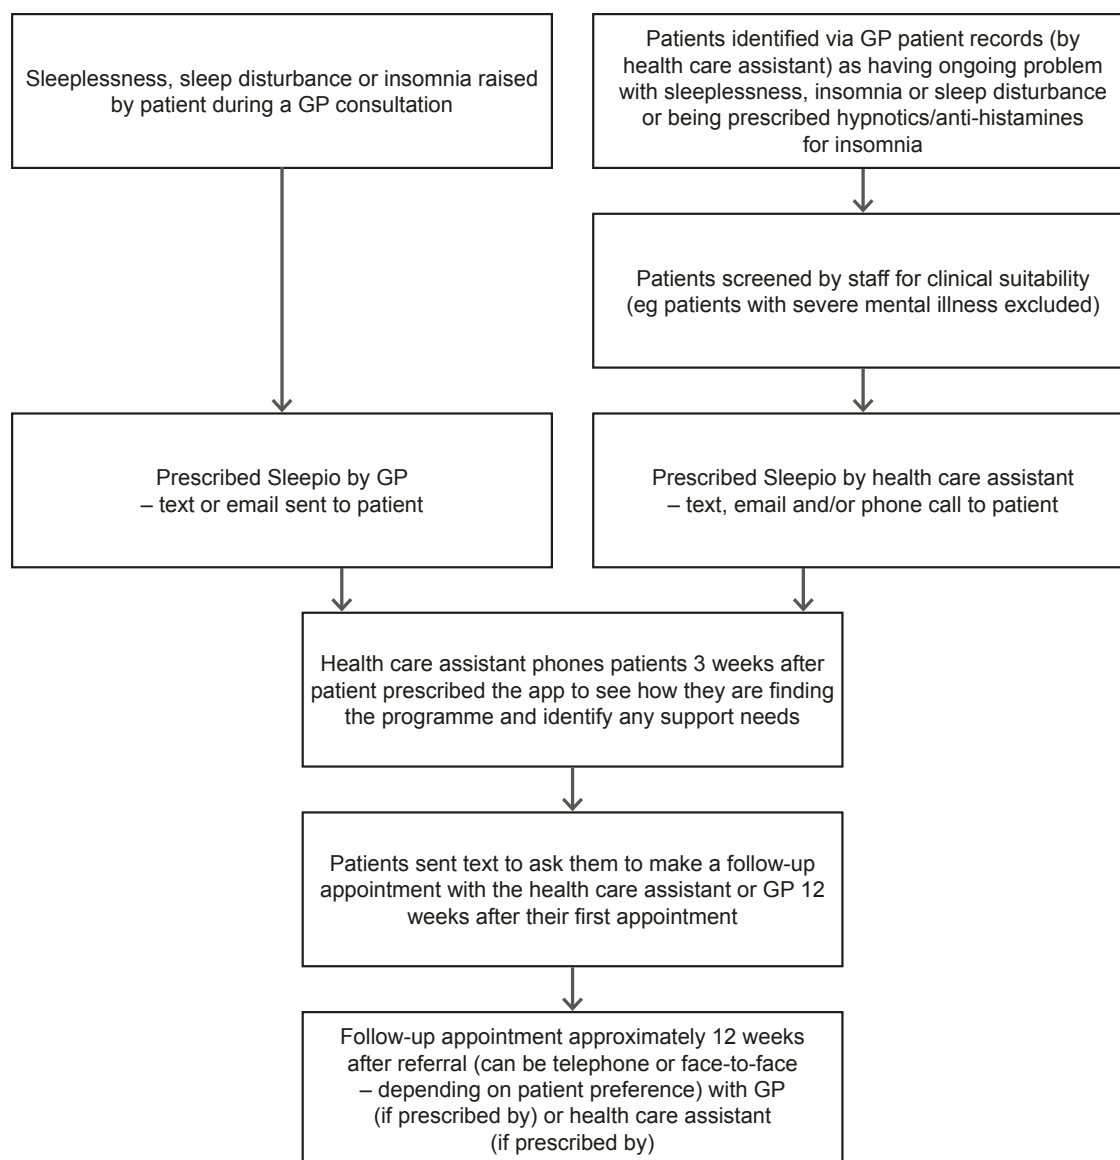 Sleeplessness, sleep disturbance or insomnia raised
by patient during a GP consultation
Patients identified via GP patient records (by
health care assistant) as having ongoing problem
with sleeplessness, insomnia or sleep disturbance
or being prescribed hypnotics/anti-histamines
for insomnia
Patients screened by staff for clinical suitability
(eg patients with severe mental illness excluded)
Prescribed Sleepio by GP
– text or email sent to patient
Prescribed Sleepio by health care assistant
– text, email and/or phone call to patient
Health care assistant phones patients 3 weeks after
patient prescribed the app to see how they are finding
the programme and identify any support needs
Patients sent text to ask them to make a follow-up
appointment with the health care assistant or GP 12
weeks after their first appointment
Follow-up appointment approximately 12 weeks
after referral (can be telephone or face-to-face
– depending on patient preference) with GP
(if prescribed by) or health care assistant
(if prescribed by)